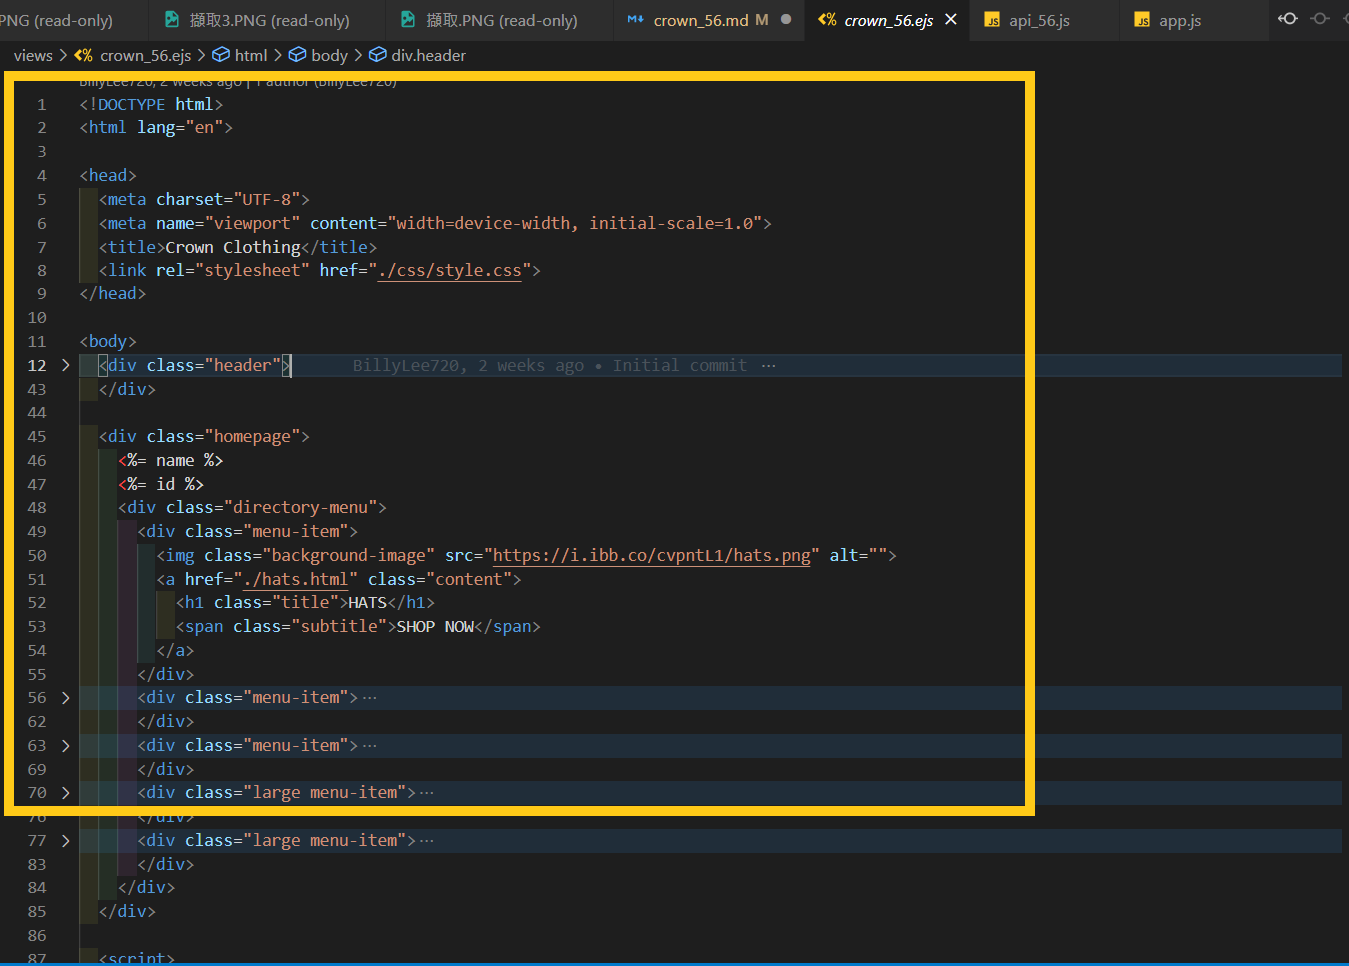 PNG (read-only) 擷取3.PNG (read-only) 擷取.PNG (read-only) crown_56.md M crown_56.ejs api_56.js app.js
views > crown_56.ejs > html > body > div.header
BillyLee720, 2 weeks ago | 1 author (BillyLee720)
1 <!DOCTYPE html>
2 <html lang="en">
3
4 <head>
5 <meta charset="UTF-8">
6 <meta name="viewport" content="width=device-width, initial-scale=1.0">
7 <title>Crown Clothing</title>
8 <link rel="stylesheet" href="./css/style.css">
9 </head>
10
11 <body>
12 <div class="header"> BillyLee720, 2 weeks ago • Initial commit ···
43 </div>
44
45 <div class="homepage">
46 <%= name %>
47 <%= id %>
48 <div class="directory-menu">
49 <div class="menu-item">
50 <img class="background-image" src="https://i.ibb.co/cvpntL1/hats.png" alt="">
51 <a href="./hats.html" class="content">
52 <h1 class="title">HATS</h1>
53 <span class="subtitle">SHOP NOW</span>
54 </a>
55 </div>
56 <div class="menu-item">···
62 </div>
63 <div class="menu-item">···
69 </div>
70 <div class="large menu-item">···
76 </div>
77 <div class="large menu-item">···
83 </div>
84 </div>
85 </div>
86
87 <script>